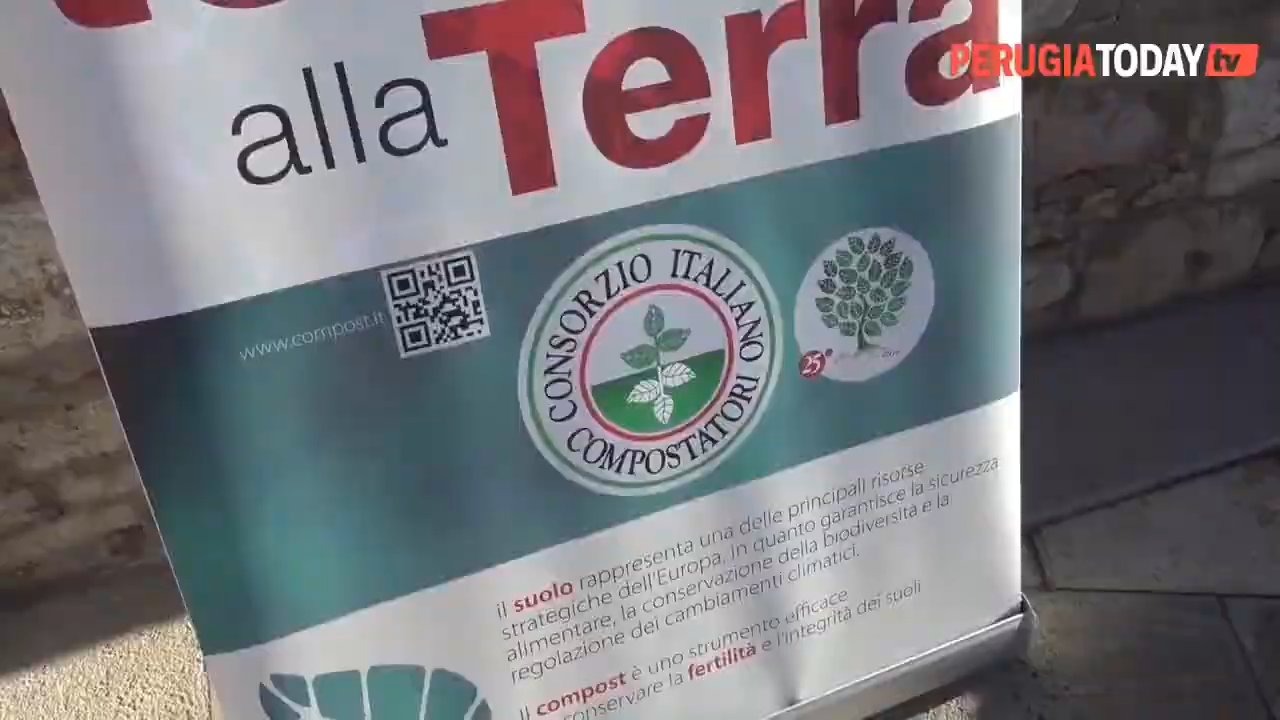 PERUGIATODAY tv
alla Terra
www.compost.it
CONSORZIO ITALIANO
COMPOSTATORI
25°
il suolo rappresenta una delle principali risorse
strategiche dell'Europa, in quanto garantisce la sicurezza
alimentare, la conservazione della biodiversità e la
regolazione dei cambiamenti climatici.
Il compost è uno strumento efficace
conservare la fertilità e l'integrità dei suoli